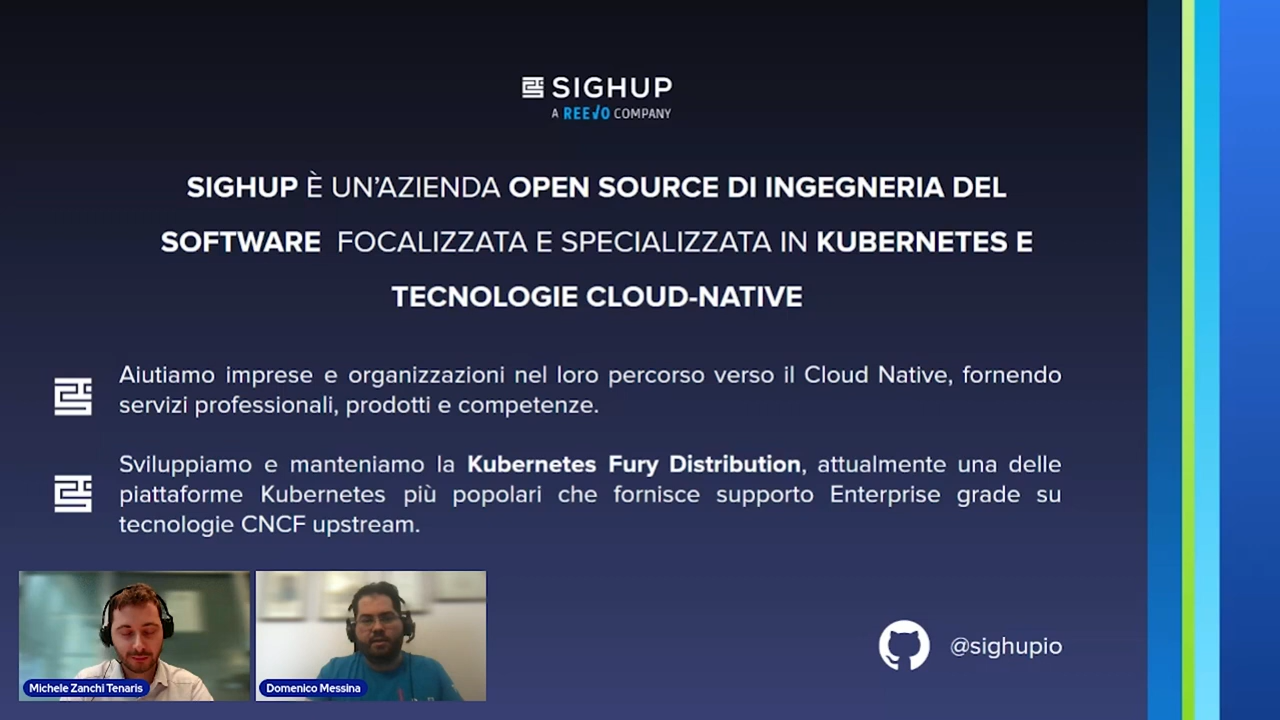 SIGHUP
A REEVO COMPANY
SIGHUP È UN'AZIENDA OPEN SOURCE DI INGEGNERIA DEL
SOFTWARE FOCALIZZATA E SPECIALIZZATA IN KUBERNETES E
TECNOLOGIE CLOUD-NATIVE
Aiutiamo imprese e organizzazioni nel loro percorso verso il Cloud Native, fornendo
servizi professionali, prodotti e competenze.
Sviluppiamo e manteniamo la Kubernetes Fury Distribution, attualmente una delle
piattaforme Kubernetes più popolari che fornisce supporto Enterprise grade su
tecnologie CNCF upstream.
Michele Zanchi Tenaris
Domenico Messina
@sighupio